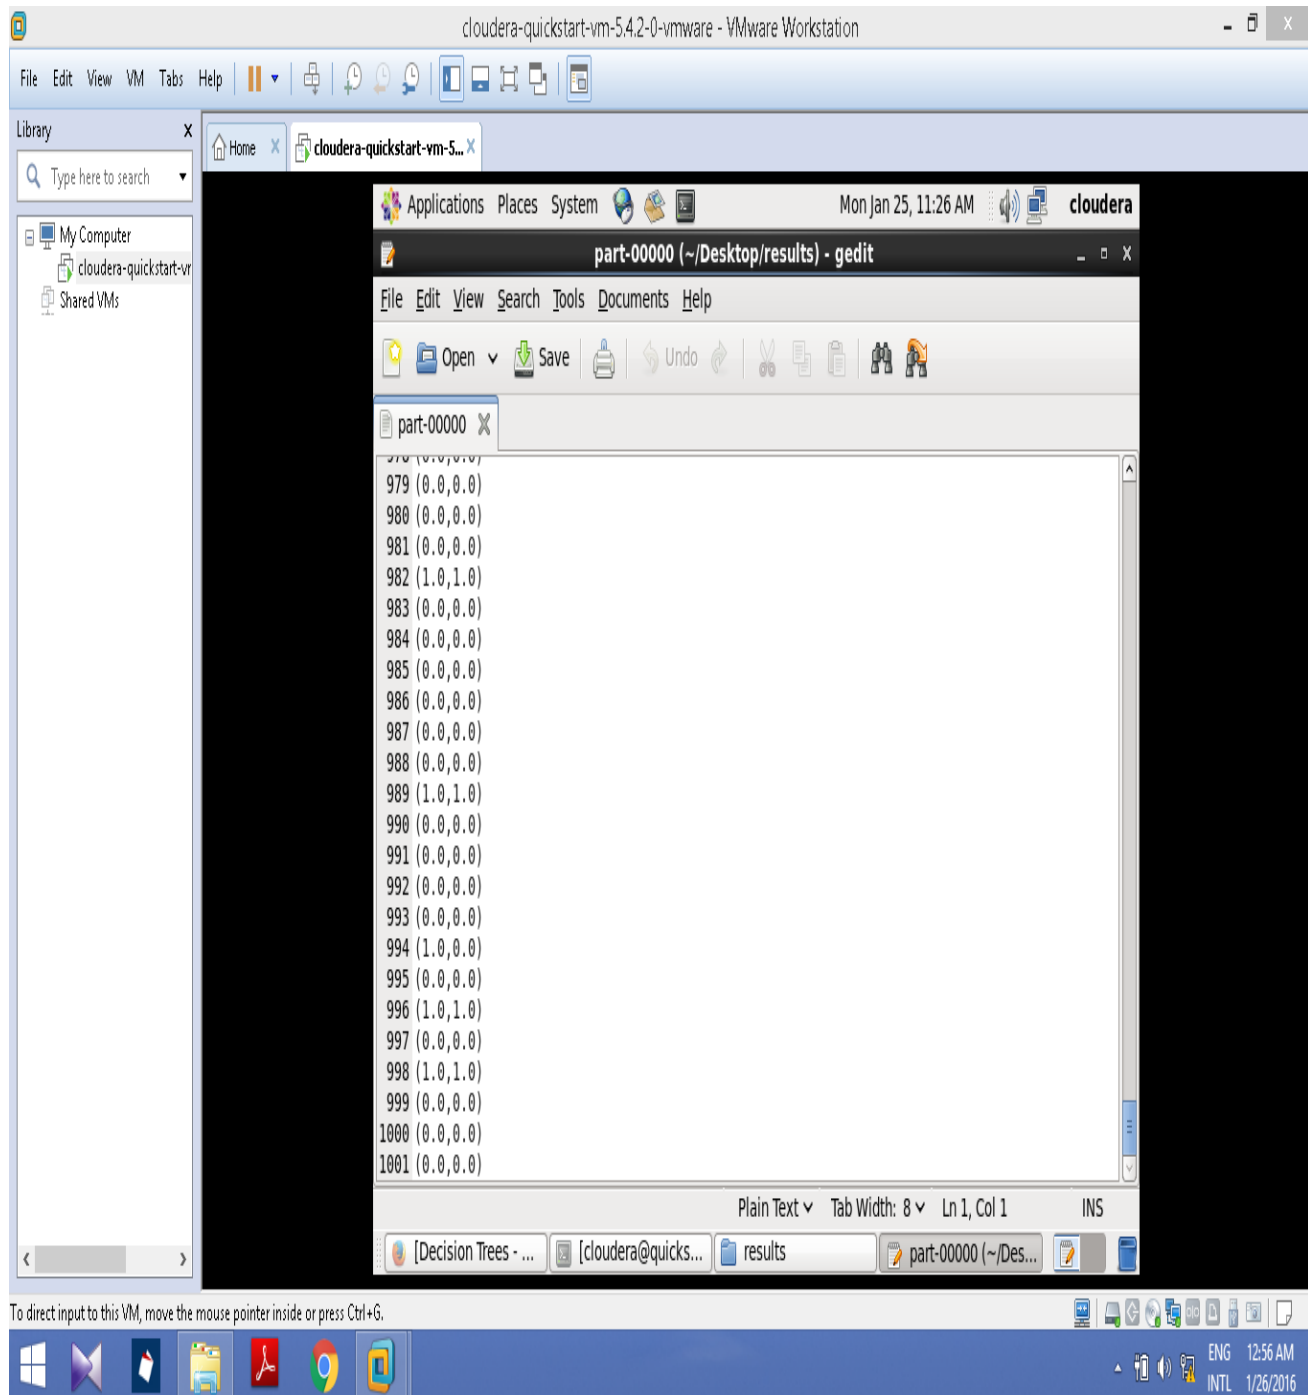 cloudera-quickstart-vm-5.4.2-0-vmware - VMware Workstation
File Edit View VM Tabs Help
Library
Home
cloudera-quickstart-vm-5...
Type here to search
My Computer
cloudera-quickstart-vr
Shared VMs
Applications Places System Mon Jan 25, 11:26 AM cloudera
part-00000 (~/Desktop/results) - gedit
File Edit View Search Tools Documents Help
Open Save Undo
part-00000
979 (0.0,0.0)
980 (0.0,0.0)
981 (0.0,0.0)
982 (1.0,1.0)
983 (0.0,0.0)
984 (0.0,0.0)
985 (0.0,0.0)
986 (0.0,0.0)
987 (0.0,0.0)
988 (0.0,0.0)
989 (1.0,1.0)
990 (0.0,0.0)
991 (0.0,0.0)
992 (0.0,0.0)
993 (0.0,0.0)
994 (1.0,0.0)
995 (0.0,0.0)
996 (1.0,1.0)
997 (0.0,0.0)
998 (1.0,1.0)
999 (0.0,0.0)
1000 (0.0,0.0)
1001 (0.0,0.0)
Plain Text Tab Width: 8 Ln 1, Col 1 INS
[Decision Trees - ... [cloudera@quicks... results part-00000 (~/Des...
To direct input to this VM, move the mouse pointer inside or press Ctrl+G.
ENG 12:56 AM
INTL 1/26/2016